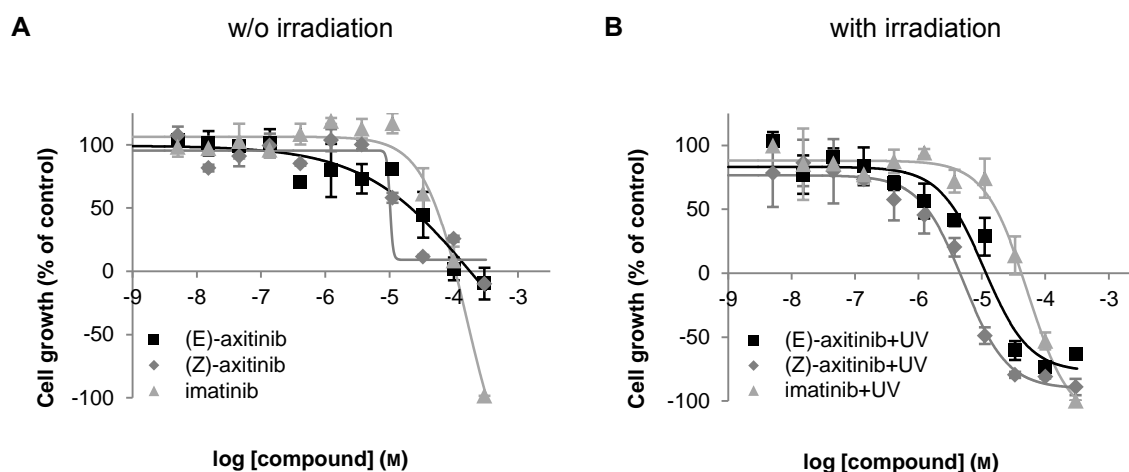 A w/o irradiation
100
50
0
-9 -8 -7 -6 -5 -4 -3
-50
-100
Cell growth (% of control)
(E)-axitinib
(Z)-axitinib
imatinib
log [compound] (M)
B with irradiation
100
50
0
-9 -8 -7 -6 -5 -4 -3
-50
-100
Cell growth (% of control)
(E)-axitinib+UV
(Z)-axitinib+UV
imatinib+UV
log [compound] (M)